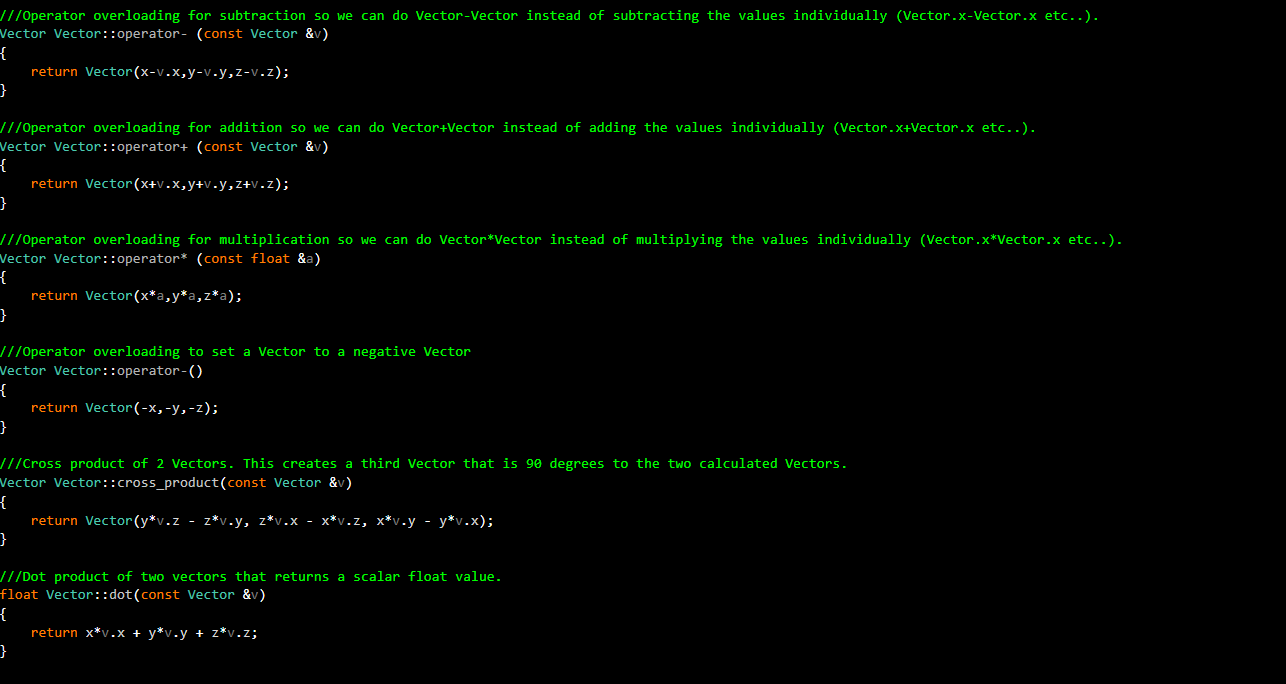 ///Operator overloading for subtraction so we can do Vector-Vector instead of subtracting the values individually (Vector.x-Vector.x etc..).
Vector Vector::operator- (const Vector &v)
{
    return Vector(x-v.x,y-v.y,z-v.z);
}

///Operator overloading for addition so we can do Vector+Vector instead of adding the values individually (Vector.x+Vector.x etc..).
Vector Vector::operator+ (const Vector &v)
{
    return Vector(x+v.x,y+v.y,z+v.z);
}

///Operator overloading for multiplication so we can do Vector*Vector instead of multiplying the values individually (Vector.x*Vector.x etc..).
Vector Vector::operator* (const float &a)
{
    return Vector(x*a,y*a,z*a);
}

///Operator overloading to set a Vector to a negative Vector
Vector Vector::operator-()
{
    return Vector(-x,-y,-z);
}

///Cross product of 2 Vectors. This creates a third Vector that is 90 degrees to the two calculated Vectors.
Vector Vector::cross_product(const Vector &v)
{
    return Vector(y*v.z - z*v.y, z*v.x - x*v.z, x*v.y - y*v.x);
}

///Dot product of two vectors that returns a scalar float value.
float Vector::dot(const Vector &v)
{
    return x*v.x + y*v.y + z*v.z;
}